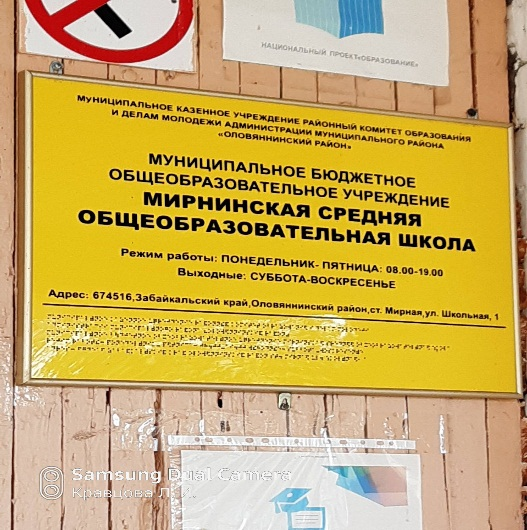 НАЦИОНАЛЬНЫЙ ПРОЕКТ«ОБРАЗОВАНИЕ»
МУНИЦИПАЛЬНОЕ КАЗЕННОЕ УЧРЕЖДЕНИЕ РАЙОННЫЙ КОМИТЕТ ОБРАЗОВАНИЯ
И ДЕЛАМ МОЛОДЕЖИ АДМИНИСТРАЦИИ МУНИЦИПАЛЬНОГО РАЙОНА
«ОЛОВЯННИНСКИЙ РАЙОН»
МУНИЦИПАЛЬНОЕ БЮДЖЕТНОЕ
ОБЩЕОБРАЗОВАТЕЛЬНОЕ УЧРЕЖДЕНИЕ
МИРНИНСКАЯ СРЕДНЯЯ
ОБЩЕОБРАЗОВАТЕЛЬНАЯ ШКОЛА
Режим работы: ПОНЕДЕЛЬНИК- ПЯТНИЦА: 08.00-19.00
Выходные: СУББОТА-ВОСКРЕСЕНЬЕ
Адрес: 674516,Забайкальский край,Оловяннинский район,ст. Мирная,ул. Школьная, 1
Samsung Dual Camera
Кравцова